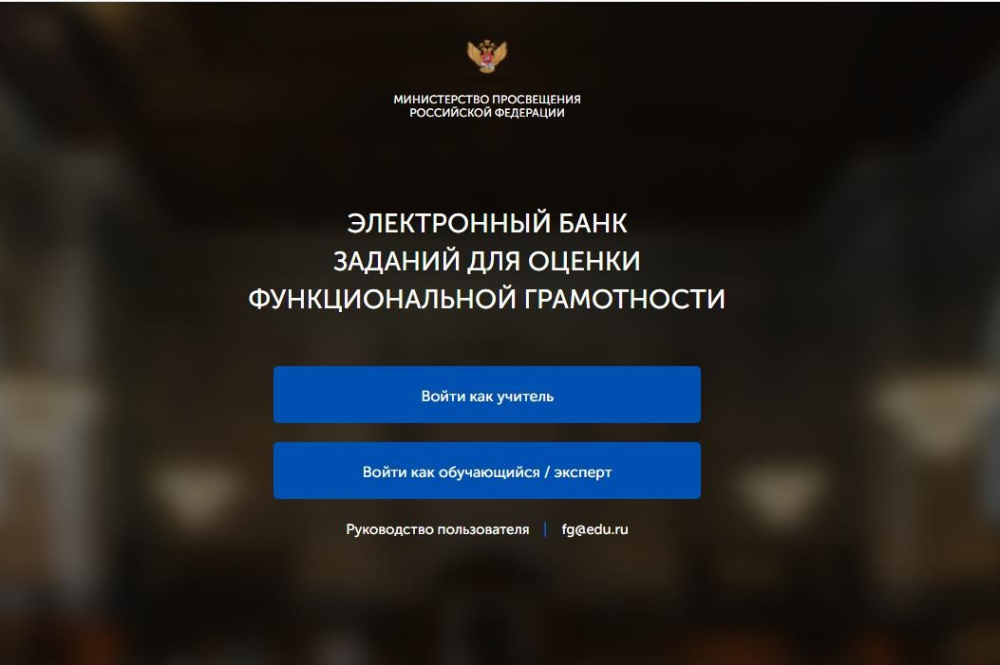 МИНИСТЕРСТВО ПРОСВЕЩЕНИЯ
РОССИЙСКОЙ ФЕДЕРАЦИИ
ЭЛЕКТРОННЫЙ БАНК
ЗАДАНИЙ ДЛЯ ОЦЕНКИ
ФУНКЦИОНАЛЬНОЙ ГРАМОТНОСТИ
Войти как учитель
Войти как обучающийся / эксперт
Руководство пользователя | fg@edu.ru